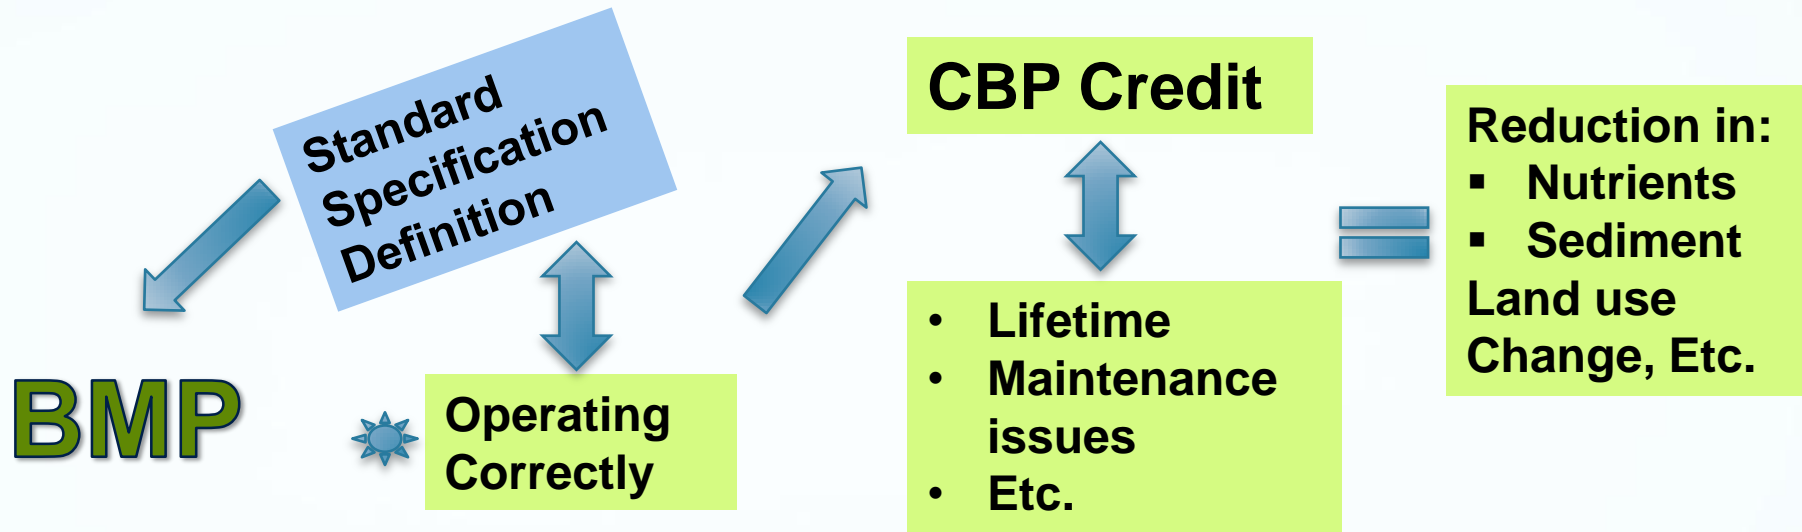 Standard
Specification
Definition
BMP
Operating
Correctly
CBP Credit
• Lifetime
• Maintenance
issues
• Etc.
Reduction in:
▪ Nutrients
▪ Sediment
Land use
Change, Etc.